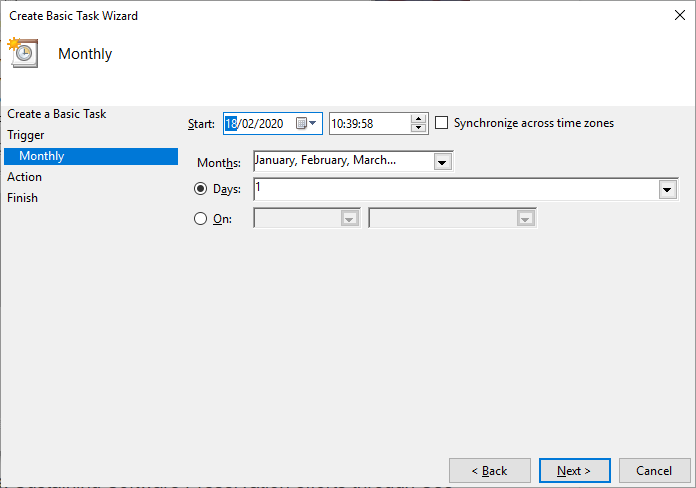 Create Basic Task Wizard
Monthly
Create a Basic Task
Trigger
Monthly
Action
Finish
Start: 18/02/2020 10:39:58 Synchronize across time zones
Months: January, February, March...
Days: 1
On:
< Back Next > Cancel